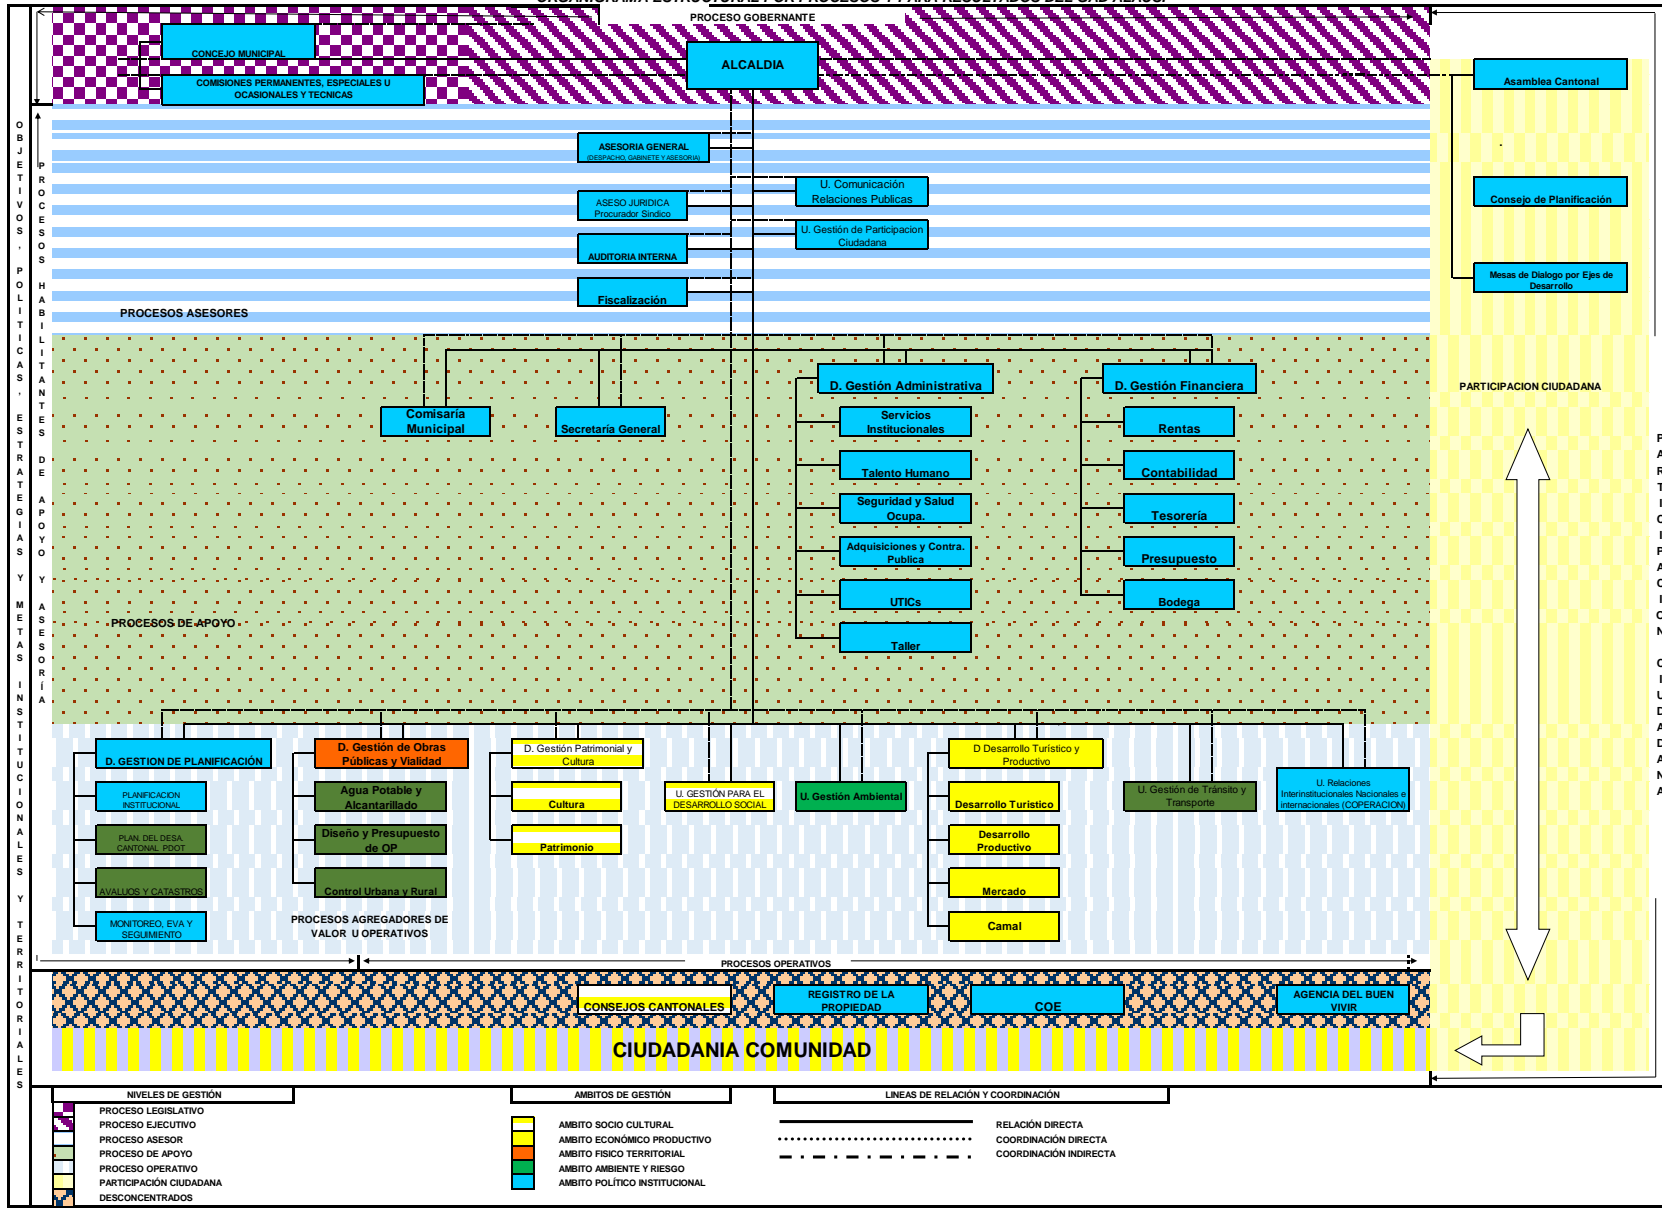 ORGANIGRAMA ESTRUCTURAL POR PROCESOS Y PARA RESULTADOS DEL GAD ALAUSI
PROCESO GOBERNANTE
CONCEJO MUNICIPAL
ALCALDIA
COMISIONES PERMANENTES, ESPECIALES U
OCASIONALES Y TECNICAS
Asamblea Cantonal
ASESORIA GENERAL
(DESPACHO, GABINETE Y ASESORIA)
U. Comunicación
Relaciones Publicas
ASESO JURIDICA
Procurador Sindico
Consejo de Planificación
U. Gestión de Participacion
Ciudadana
AUDITORIA INTERNA
Mesas de Dialogo por Ejes de
Desarrollo
Fiscalización
PROCESOS ASESORES
OBJETIVOS, POLITICAS, ESTRATEGIAS Y METAS INSTITUCIONALES Y TERRITORIALES
PROCESOS HABILITANTES DE APOYO Y ASESORÍA
D. Gestión Administrativa
D. Gestión Financiera
PARTICIPACION CIUDADANA
Comisaría
Municipal
Secretaría General
Servicios
Institucionales
Rentas
Talento Humano
Contabilidad
Seguridad y Salud
Ocupa.
Tesorería
Adquisiciones y Contra.
Publica
Presupuesto
UTICs
Bodega
Taller
PROCESOS DE APOYO
PARTICIPACION CIUDADANA
D. GESTION DE PLANIFICACIÓN
D. Gestión de Obras
Públicas y Vialidad
D. Gestión Patrimonial y
Cultura
D Desarrollo Turístico y
Productivo
PLANIFICACION
INSTITUCIONAL
Agua Potable y
Alcantarillado
Cultura
U. GESTIÓN PARA EL
DESARROLLO SOCIAL
U. Gestión Ambiental
Desarrollo Turístico
U. Gestión de Tránsito y
Transporte
U. Relaciones
Interinstitucionales Nacionales e
internacionales (COPERACION)
PLAN. DEL DESA.
CANTONAL PDOT
Diseño y Presupuesto
de OP
Patrimonio
Desarrollo
Productivo
AVALUOS Y CATASTROS
Control Urbana y Rural
Mercado
MONITOREO, EVA Y
SEGUIMIENTO
PROCESOS AGREGADORES DE
VALOR U OPERATIVOS
Camal
PROCESOS OPERATIVOS
CONSEJOS CANTONALES
REGISTRO DE LA
PROPIEDAD
COE
AGENCIA DEL BUEN
VIVIR
CIUDADANIA COMUNIDAD
NIVELES DE GESTIÓN
PROCESO LEGISLATIVO
PROCESO EJECUTIVO
PROCESO ASESOR
PROCESO DE APOYO
PROCESO OPERATIVO
PARTICIPACIÓN CIUDADANA
DESCONCENTRADOS
AMBITOS DE GESTIÓN
AMBITO SOCIO CULTURAL
AMBITO ECONÓMICO PRODUCTIVO
AMBITO FISICO TERRITORIAL
AMBITO AMBIENTE Y RIESGO
AMBITO POLÍTICO INSTITUCIONAL
LINEAS DE RELACIÓN Y COORDINACIÓN
RELACIÓN DIRECTA
COORDINACIÓN DIRECTA
COORDINACIÓN INDIRECTA